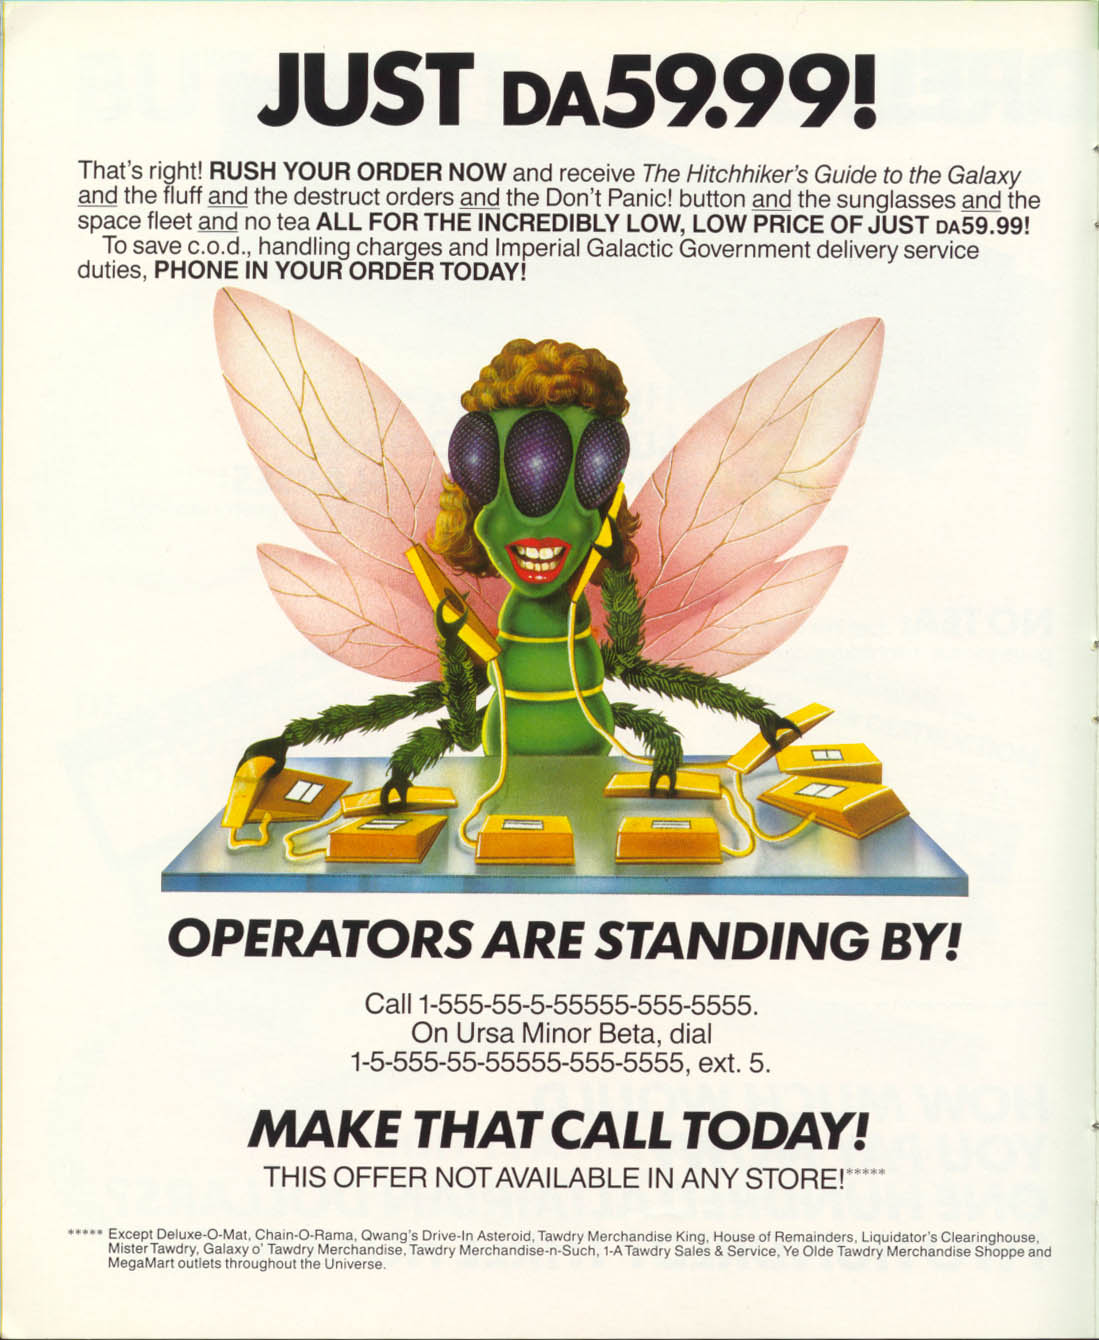 JUST DA59.99!
That's right! RUSH YOUR ORDER NOW and receive The Hitchhiker's Guide to the Galaxy
and the fluff and the destruct orders and the Don't Panic! button and the sunglasses and the
space fleet and no tea ALL FOR THE INCREDIBLY LOW, LOW PRICE OF JUST DA59.99!
To save c.o.d., handling charges and Imperial Galactic Government delivery service
duties, PHONE IN YOUR ORDER TODAY!
OPERATORS ARE STANDING BY!
Call 1-555-55-5-55555-555-5555.
On Ursa Minor Beta, dial
1-5-555-55-55555-555-5555, ext. 5.
MAKE THAT CALL TODAY!
THIS OFFER NOT AVAILABLE IN ANY STORE!*****
***** Except Deluxe-O-Mat, Chain-O-Rama, Qwang's Drive-In Asteroid, Tawdry Merchandise King, House of Remainders, Liquidator's Clearinghouse,
Mister Tawdry, Galaxy o' Tawdry Merchandise, Tawdry Merchandise-n-Such, 1-A Tawdry Sales & Service, Ye Olde Tawdry Merchandise Shoppe and
MegaMart outlets throughout the Universe.